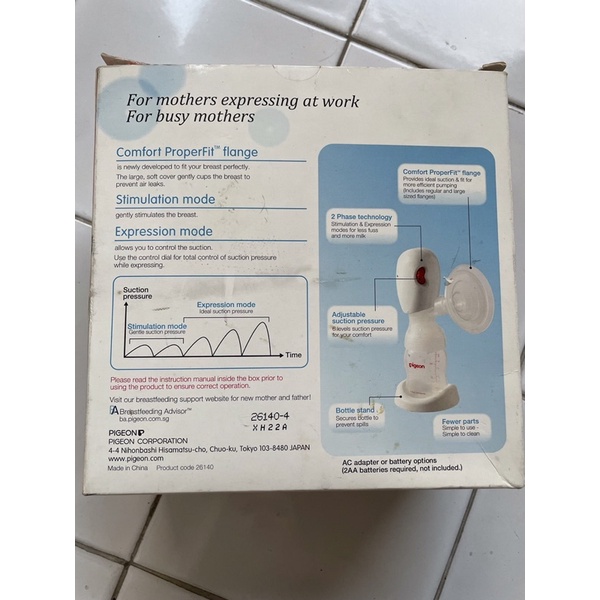 For mothers expressing at work
For busy mothers
Comfort ProperFit™ flange
is newly developed to fit your breast perfectly.
The large, soft cover gently cups the breast to
prevent air leaks.
Stimulation mode
gently stimulates the breast.
Expression mode
allows you to control the suction.
Use the control dial for total control of suction pressure
while expressing.
Suction
pressure
Expression mode
Ideal suction pressure
Stimulation mode
Gentle suction pressure
Time
Please read the instruction manual inside the box prior to
using the product to ensure correct operation.
Visit our breastfeeding support website for new mother and father!
BA Breastfeeding Advisor™
ba.pigeon.com.sg
26140-4
XH22A
PIGEON
PIGEON CORPORATION
4-4 Nihonbashi Hisamatsu-cho, Chuo-ku, Tokyo 103-8480 JAPAN
www.pigeon.com
Made in China Product code 26140
Comfort ProperFit™ flange
Provides ideal suction & fit for
more efficient pumping
(Includes regular and large
sized flanges)
2 Phase technology
Stimulation & Expression
modes for less fuss
and more milk
Adjustable
suction pressure
6 levels suction pressure
for your comfort
Pigeon
Bottle stand
Secures bottle to
prevent spills
Fewer parts
Simple to use -
Simple to clean
AC adapter or battery options
(2AA batteries required, not included.)